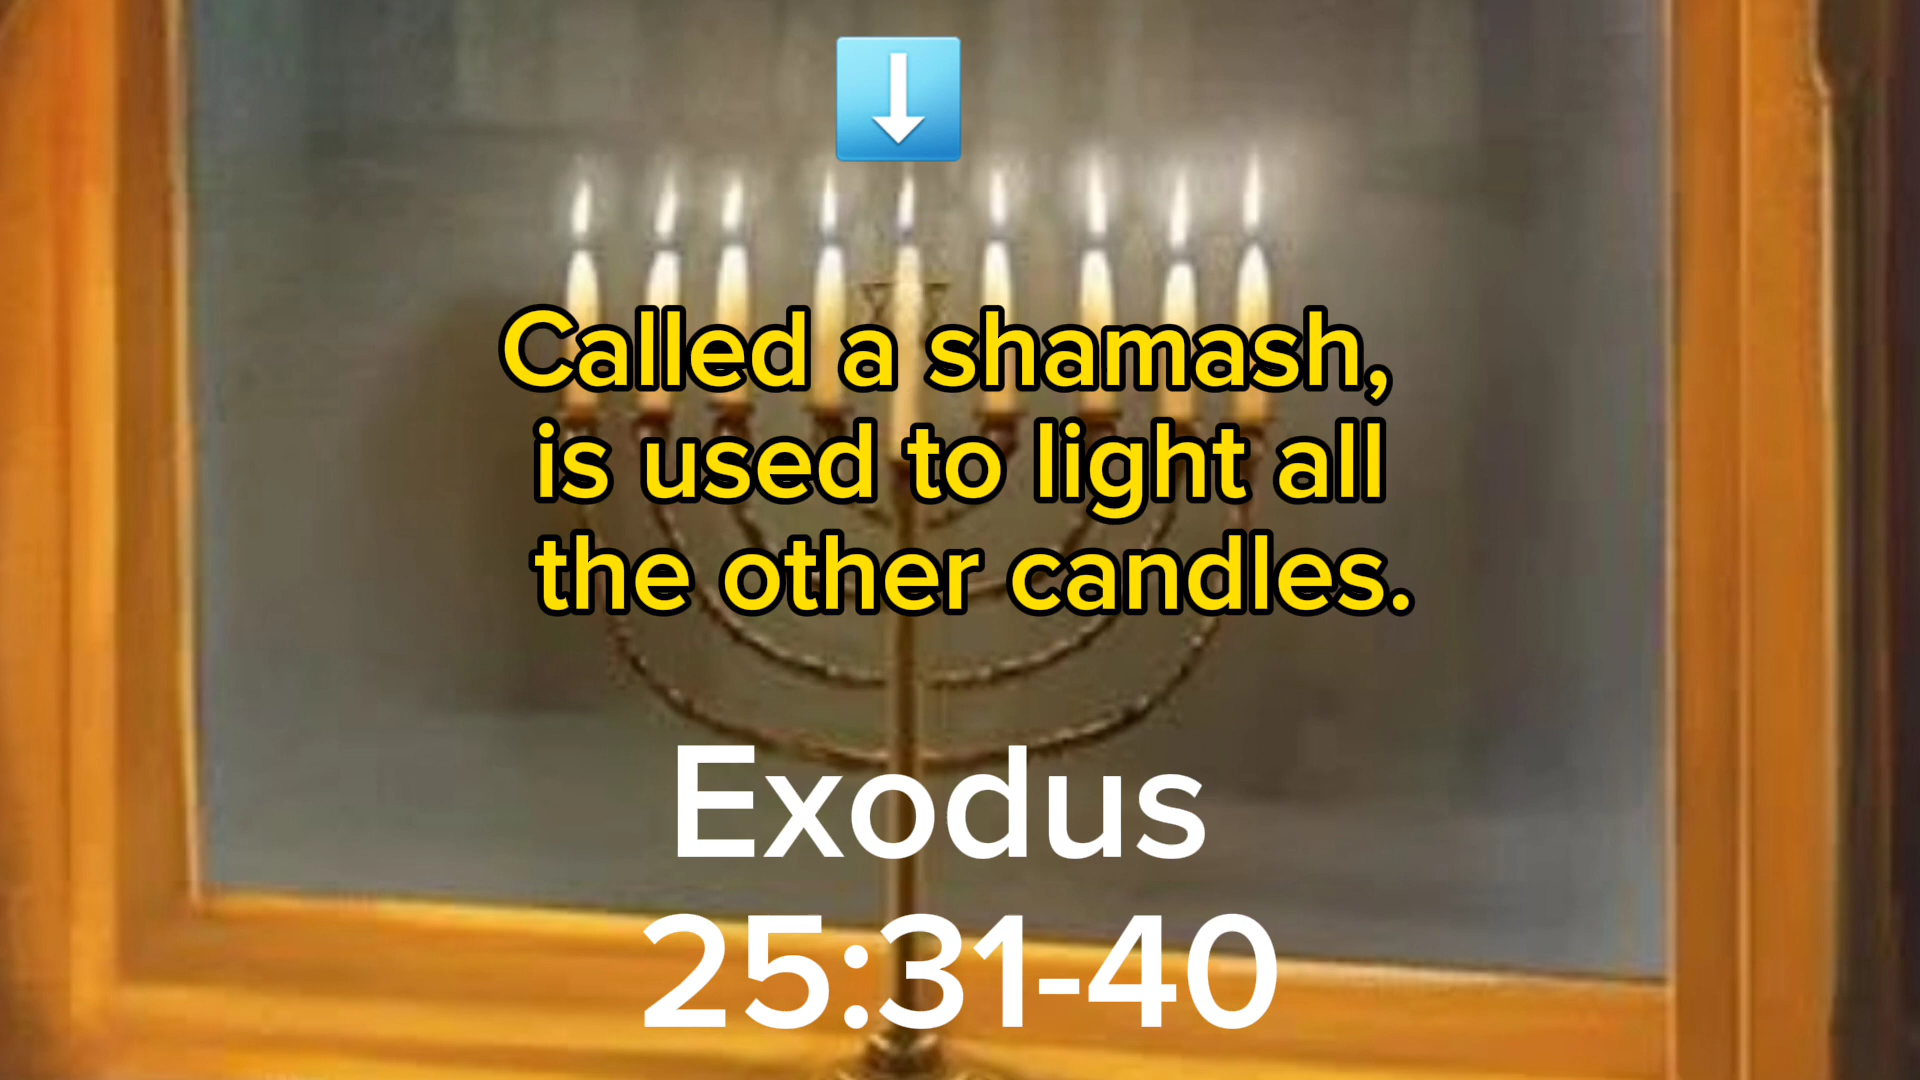 Called a shamash,
is used to light all
the other candles.
Exodus
25:31-40